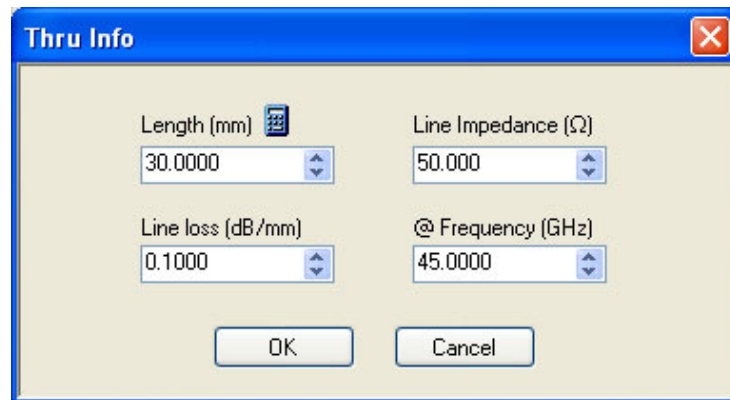 Thru Info
Length (mm) Line Impedance (Ω)
30.0000 50.000
Line loss (dB/mm) @ Frequency (GHz)
0.1000 45.0000
OK Cancel